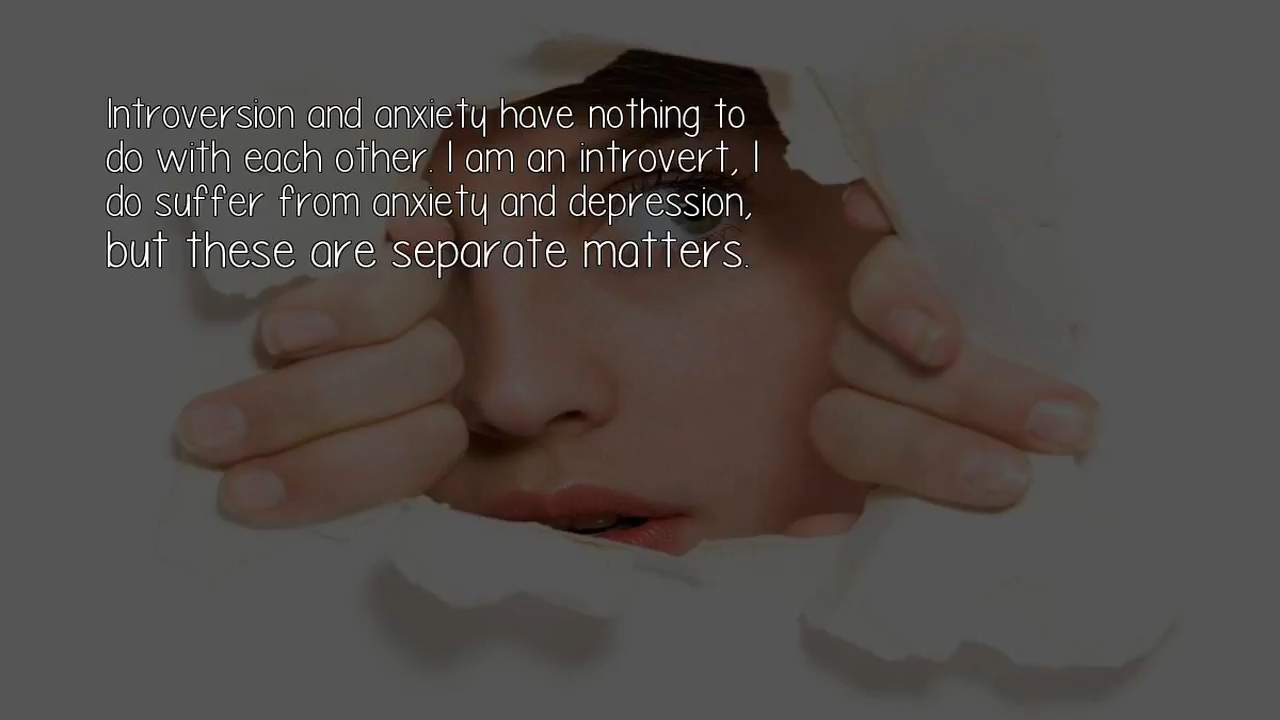 Introversion and anxiety have nothing to
do with each other. I am an introvert, I
do suffer from anxiety and depression,
but these are separate matters.